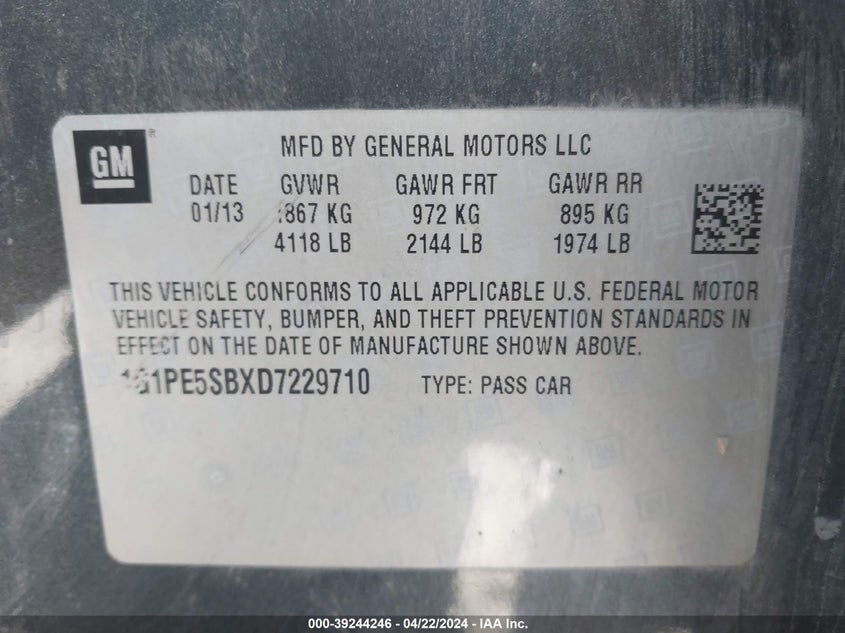 GM
MFD BY GENERAL MOTORS LLC
DATE GVWR GAWR FRT GAWR RR
01/13 867 KG 972 KG 895 KG
4118 LB 2144 LB 1974 LB
THIS VEHICLE CONFORMS TO ALL APPLICABLE U.S. FEDERAL MOTOR
VEHICLE SAFETY, BUMPER, AND THEFT PREVENTION STANDARDS IN
EFFECT ON THE DATE OF MANUFACTURE SHOWN ABOVE.
1G1PE5SBXD7229710 TYPE: PASS CAR
000-39244246 - 04/22/2024 - IAA Inc.